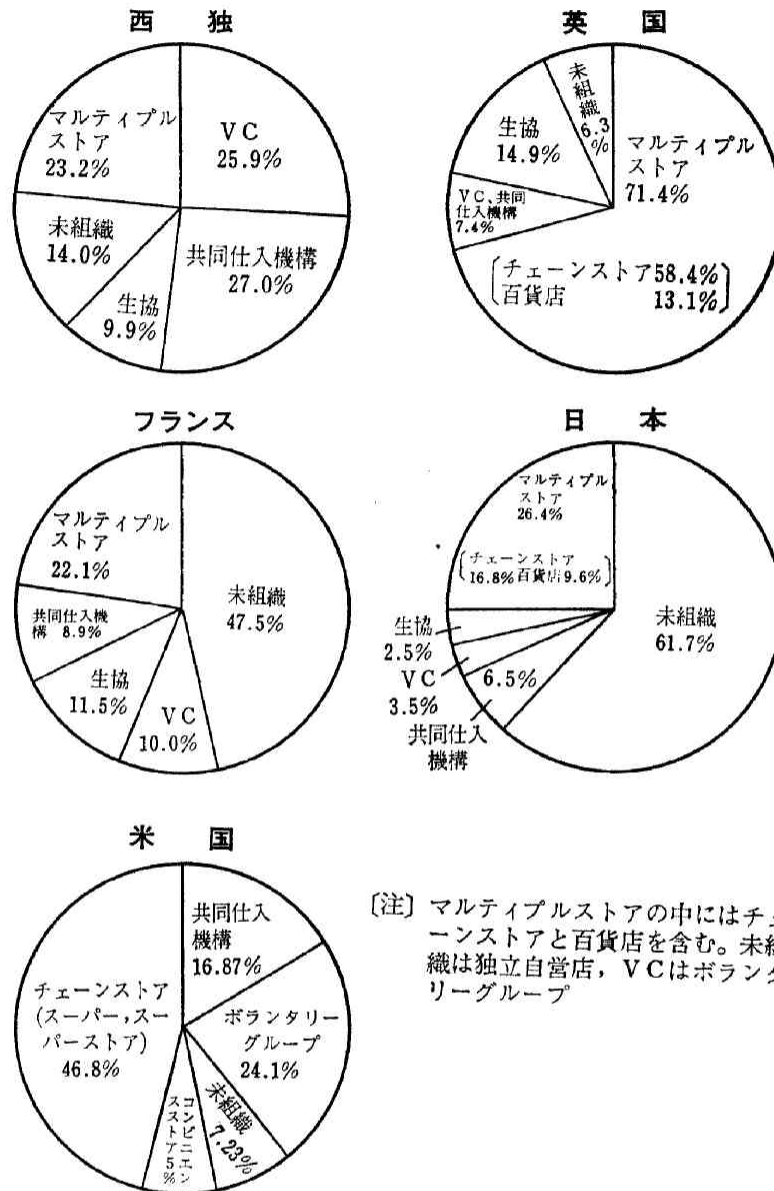 西　独
VC
25.9%
共同仕入機構
27.0%
生協
9.9%
未組織
14.0%
マルティプル
ストア
23.2%
英　国
マルティプル
ストア
71.4%
〔チェーンストア58.4%
百貨店　13.1%〕
VC、共同
仕入機構
7.4%
生協
14.9%
未組織
6.3
%
フランス
未組織
47.5%
VC
10.0%
生協
11.5%
共同仕入機
構　8.9%
マルティプル
ストア
22.1%
日　本
未組織
61.7%
6.5%
共同仕入
機構
VC
3.5%
生協
2.5%
マルティプル
ストア
26.4%
〔チェーンストア
16.8%百貨店9.6%〕
米　国
共同仕入
機構
16.87%
ボランタリー
グループ
24.1%
未組織
7.23%
コンビニエン
スストア5
%
チェーンストア
(スーパー,スー
パーストア)
46.8%
〔注〕 マルティプルストアの中にはチェ
ーンストアと百貨店を含む。未組
織は独立自営店，VCはボランタ
リーグループ